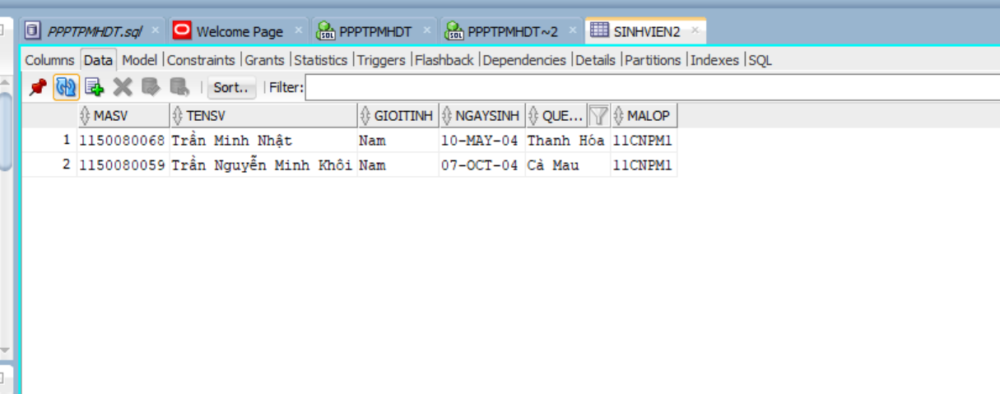 PPPTPMHDT.sql Welcome Page PPPTPMHDT PPPTPMHDT~2 SINHVIEN2
Columns Data Model Constraints Grants Statistics Triggers Flashback Dependencies Details Partitions Indexes SQL
Sort.. Filter:
MASV TENSV GIOITINH NGAYSINH QUE... MALOP
1 1150080068 Trần Minh Nhật Nam 10-MAY-04 Thanh Hóa 11CNPM1
2 1150080059 Trần Nguyễn Minh Khôi Nam 07-OCT-04 Cà Mau 11CNPM1